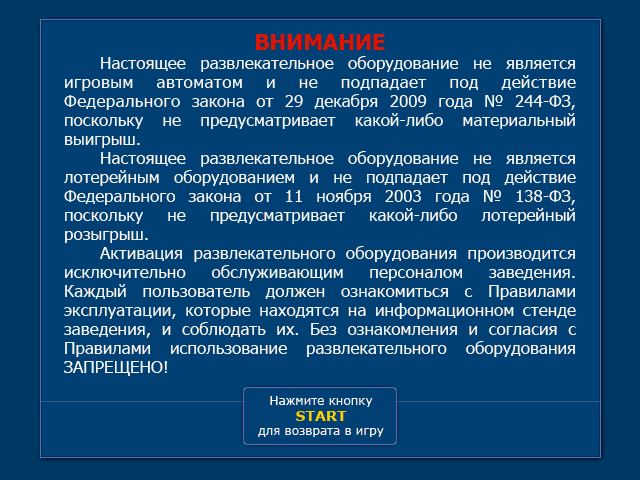 ВНИМАНИЕ
Настоящее развлекательное оборудование не является
игровым автоматом и не подпадает под действие
Федерального закона от 29 декабря 2009 года № 244-ФЗ,
поскольку не предусматривает какой-либо материальный
выигрыш.
Настоящее развлекательное оборудование не является
лотерейным оборудованием и не подпадает под действие
Федерального закона от 11 ноября 2003 года № 138-ФЗ,
поскольку не предусматривает какой-либо лотерейный
розыгрыш.
Активация развлекательного оборудования производится
исключительно обслуживающим персоналом заведения.
Каждый пользователь должен ознакомиться с Правилами
эксплуатации, которые находятся на информационном стенде
заведения, и соблюдать их. Без ознакомления и согласия с
Правилами использование развлекательного оборудования
ЗАПРЕЩЕНО!
Нажмите кнопку
START
для возврата в игру